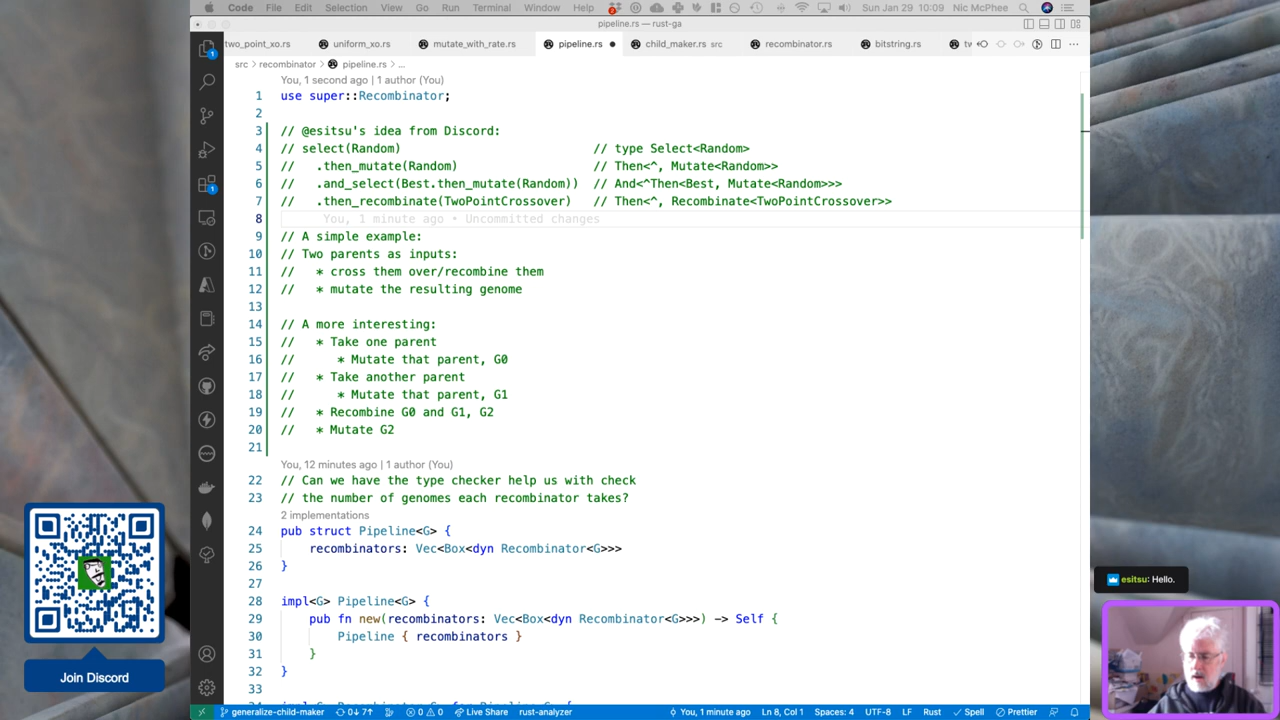 Code File Edit Selection View Go Run Terminal Window Help Sun Jan 29 10:09 Nic McPhee
pipeline.rs — rust-ga
two_point_xo.rs uniform_xo.rs mutate_with_rate.rs pipeline.rs child_maker.rs src recombinator.rs bitstring.rs tw
src > recombinator > pipeline.rs > ...
You, 1 second ago | 1 author (You)
1 use super::Recombinator;
2
3 // @esitsu's idea from Discord:
4 // select(Random) // type Select<Random>
5 // .then_mutate(Random) // Then<^, Mutate<Random>>
6 // .and_select(Best.then_mutate(Random)) // And<^Then<Best, Mutate<Random>>>
7 // .then_recombinate(TwoPointCrossover) // Then<^, Recombinate<TwoPointCrossover>>
8 You, 1 minute ago • Uncommitted changes
9 // A simple example:
10 // Two parents as inputs:
11 // * cross them over/recombine them
12 // * mutate the resulting genome
13
14 // A more interesting:
15 // * Take one parent
16 // * Mutate that parent, G0
17 // * Take another parent
18 // * Mutate that parent, G1
19 // * Recombine G0 and G1, G2
20 // * Mutate G2
21
You, 12 minutes ago | 1 author (You)
22 // Can we have the type checker help us with check
23 // the number of genomes each recombinator takes?
2 implementations
24 pub struct Pipeline<G> {
25 recombinators: Vec<Box<dyn Recombinator<G>>>
26 }
27
28 impl<G> Pipeline<G> {
29 pub fn new(recombinators: Vec<Box<dyn Recombinator<G>>>) -> Self {
30 Pipeline { recombinators }
31 }
32 }
33
Join Discord
esitsu: Hello.
generalize-child-maker 0↓ 7↑ 0 0 Live Share rust-analyzer You, 1 minute ago Ln 8, Col 1 Spaces: 4 UTF-8 LF Rust Spell Prettier